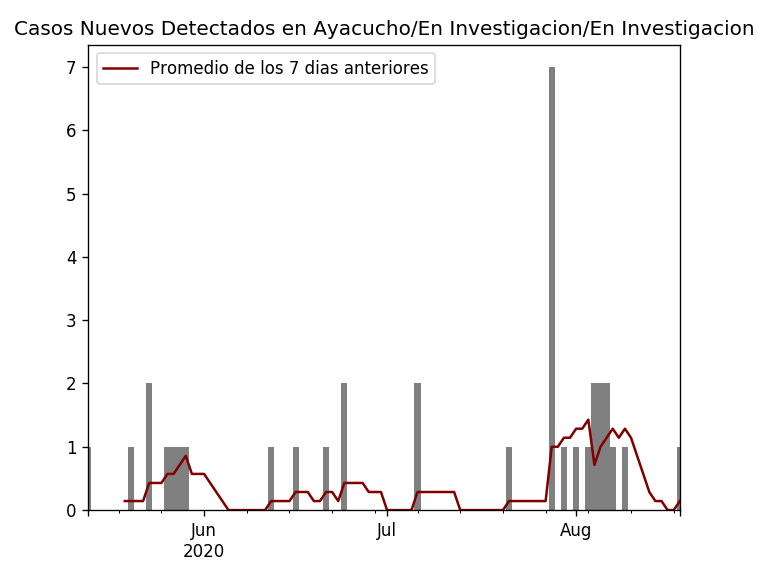 Casos Nuevos Detectados en Ayacucho/En Investigacion/En Investigacion
Promedio de los 7 dias anteriores
7
6
5
4
3
2
1
0
Jun
2020
Jul
Aug